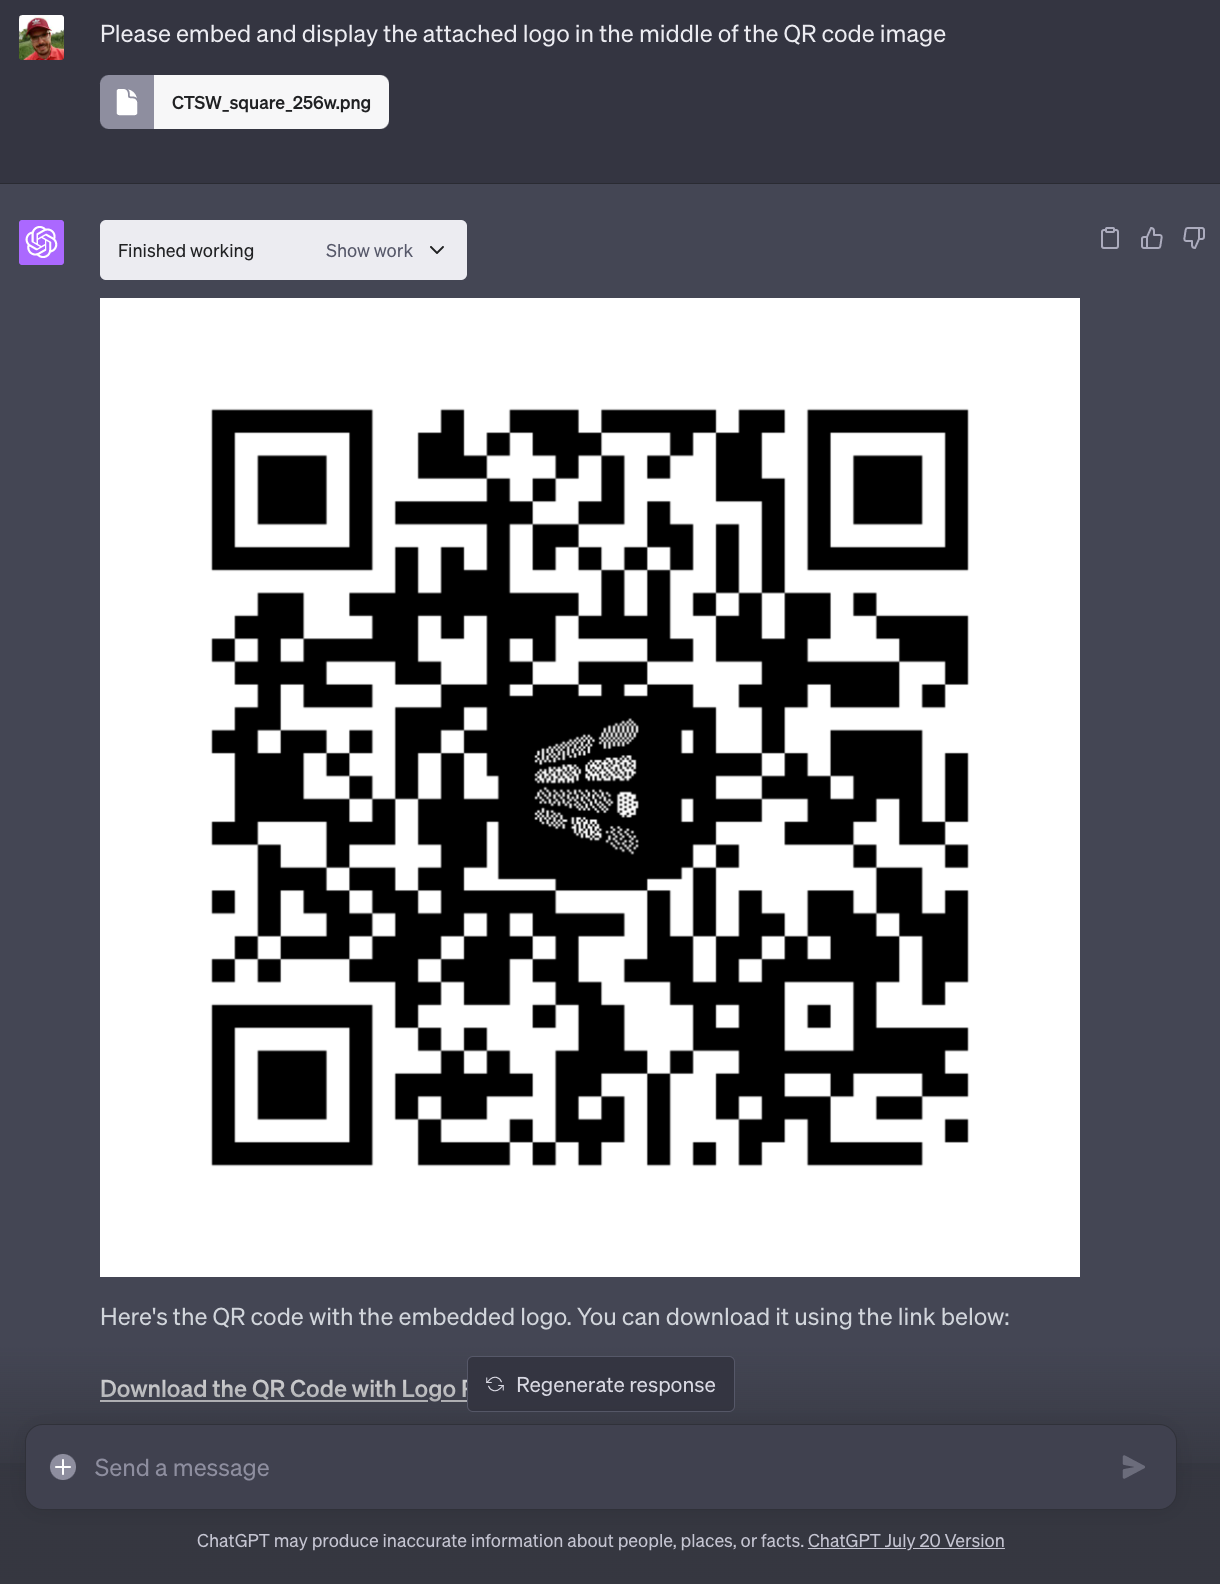 Please embed and display the attached logo in the middle of the QR code image
CTSW_square_256w.png
Finished working Show work
Here's the QR code with the embedded logo. You can download it using the link below:
Download the QR Code with Logo
Regenerate response
Send a message
ChatGPT may produce inaccurate information about people, places, or facts. ChatGPT July 20 Version